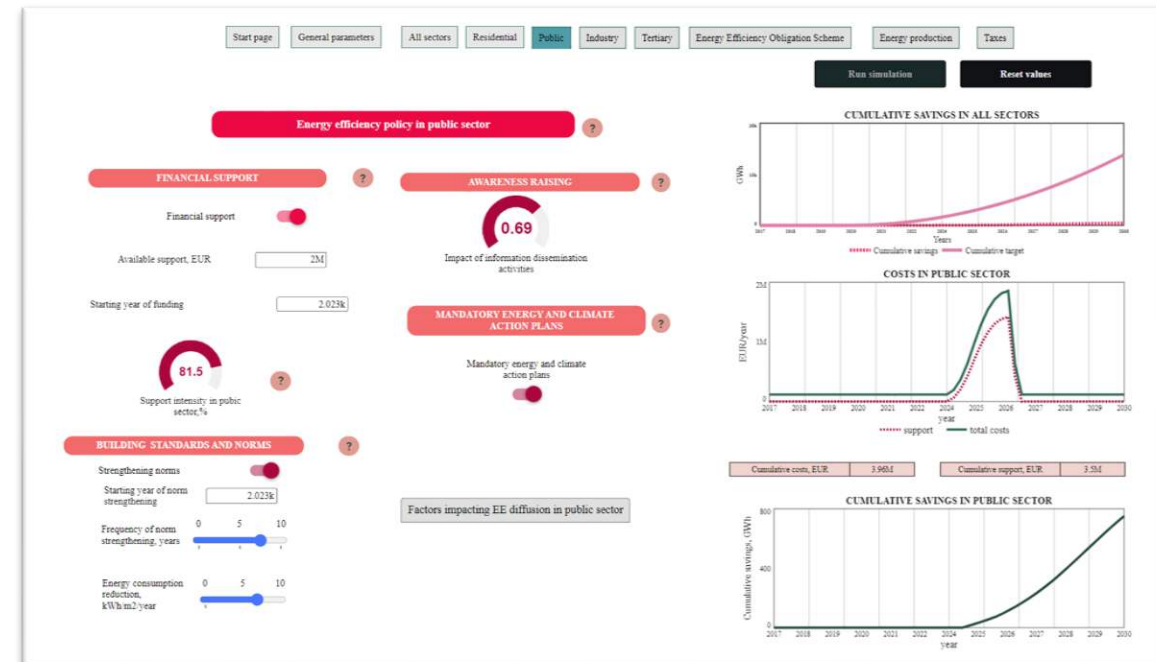 Start page General parameters All sectors Residential Public Industry Tertiary Energy Efficiency Obligation Scheme Energy production Taxes
Run simulation Reset values
Energy efficiency policy in public sector ?
FINANCIAL SUPPORT ?
Financial support
Available support, EUR 2M
Starting year of funding 2.023k
81.5
?
Support intensity in pubic
sector,%
BUILDING STANDARDS AND NORMS ?
Strengthening norms
Starting year of norm
strengthening
2.023k
Frequency of norm
strengthening, years
0 5 10
Energy consumption
reduction,
kWh/m2/year
0 5 10
AWARENESS RAISING ?
0.69
Impact of information dissemination
activities
MANDATORY ENERGY AND CLIMATE
ACTION PLANS
?
Mandatory energy and climate
action plans
Factors impacting EE diffusion in public sector
CUMULATIVE SAVINGS IN ALL SECTORS
GWh
0
Years
Cumulative savings Cumulative target
COSTS IN PUBLIC SECTOR
2M
1M
0
EUR/year
2017 2018 2019 2020 2021 2022 2024 2025 2026 2027 2028 2029 2030
year
support total costs
Cumulative costs, EUR 3.96M Cumulative support, EUR 3.5M
CUMULATIVE SAVINGS IN PUBLIC SECTOR
800
400
0
Cumulative savings, GWh
2017 2018 2019 2020 2021 2022 2024 2025 2026 2027 2028 2029 2030
year